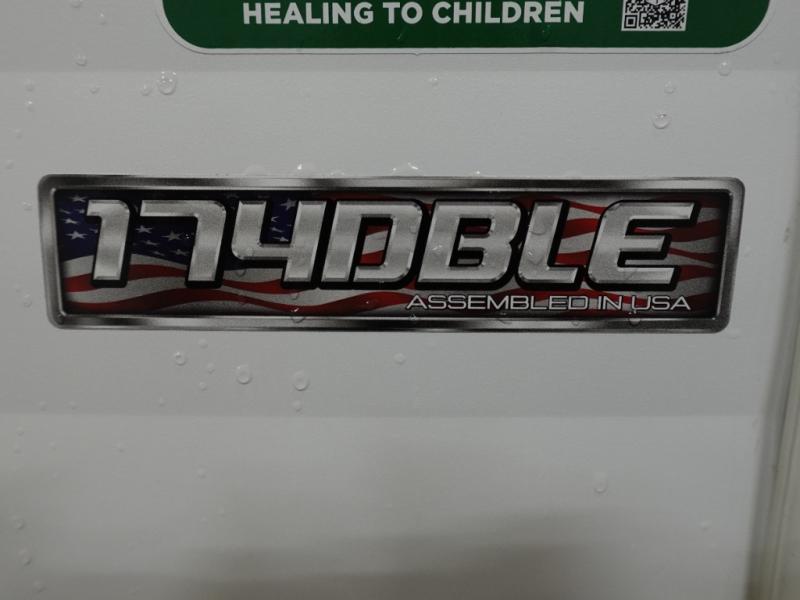 HEALING TO CHILDREN
174DBLE
ASSEMBLED IN USA